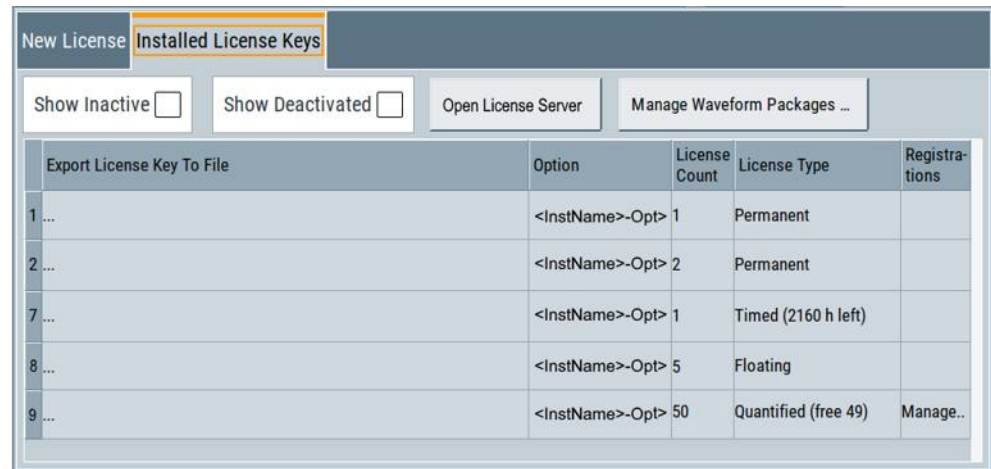 New License Installed License Keys
Show Inactive Show Deactivated Open License Server Manage Waveform Packages ...
Export License Key To File Option License Count License Type Registra-tions
1 ... <InstName>-Opt> 1 Permanent
2 ... <InstName>-Opt> 2 Permanent
7 ... <InstName>-Opt> 1 Timed (2160 h left)
8 ... <InstName>-Opt> 5 Floating
9 ... <InstName>-Opt> 50 Quantified (free 49) Manage..